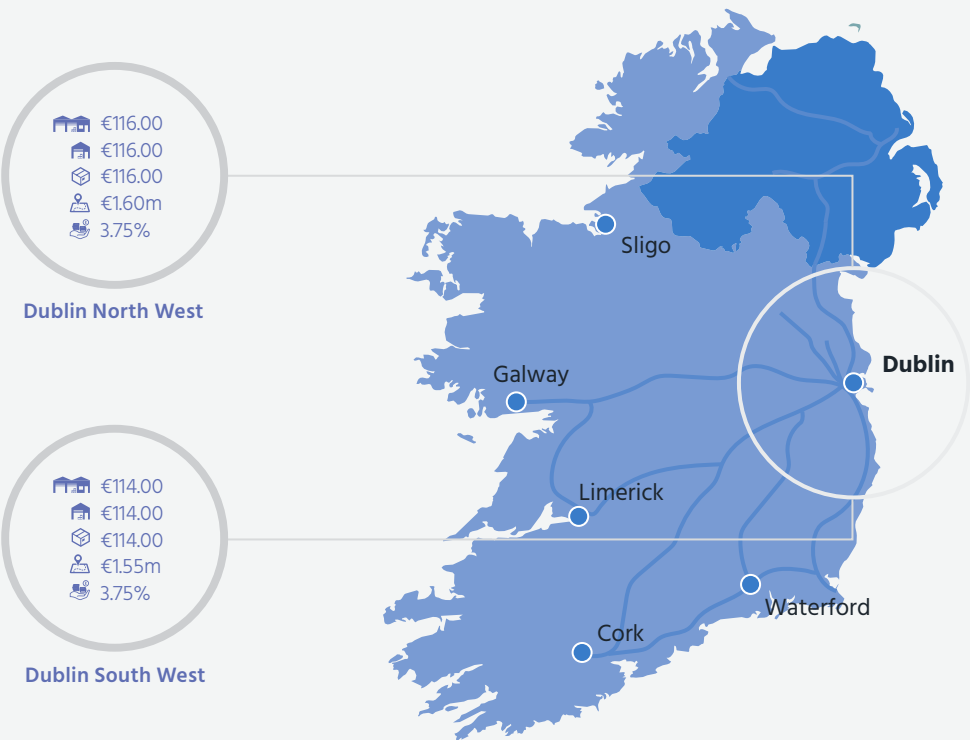 €116.00
€116.00
€116.00
€1.60m
3.75%
Dublin North West
€114.00
€114.00
€114.00
€1.55m
3.75%
Dublin South West
Sligo
Dublin
Galway
Limerick
Waterford
Cork